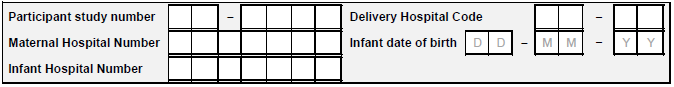 Participant study number – Delivery Hospital Code –
Maternal Hospital Number Infant date of birth D D – M M – Y Y
Infant Hospital Number